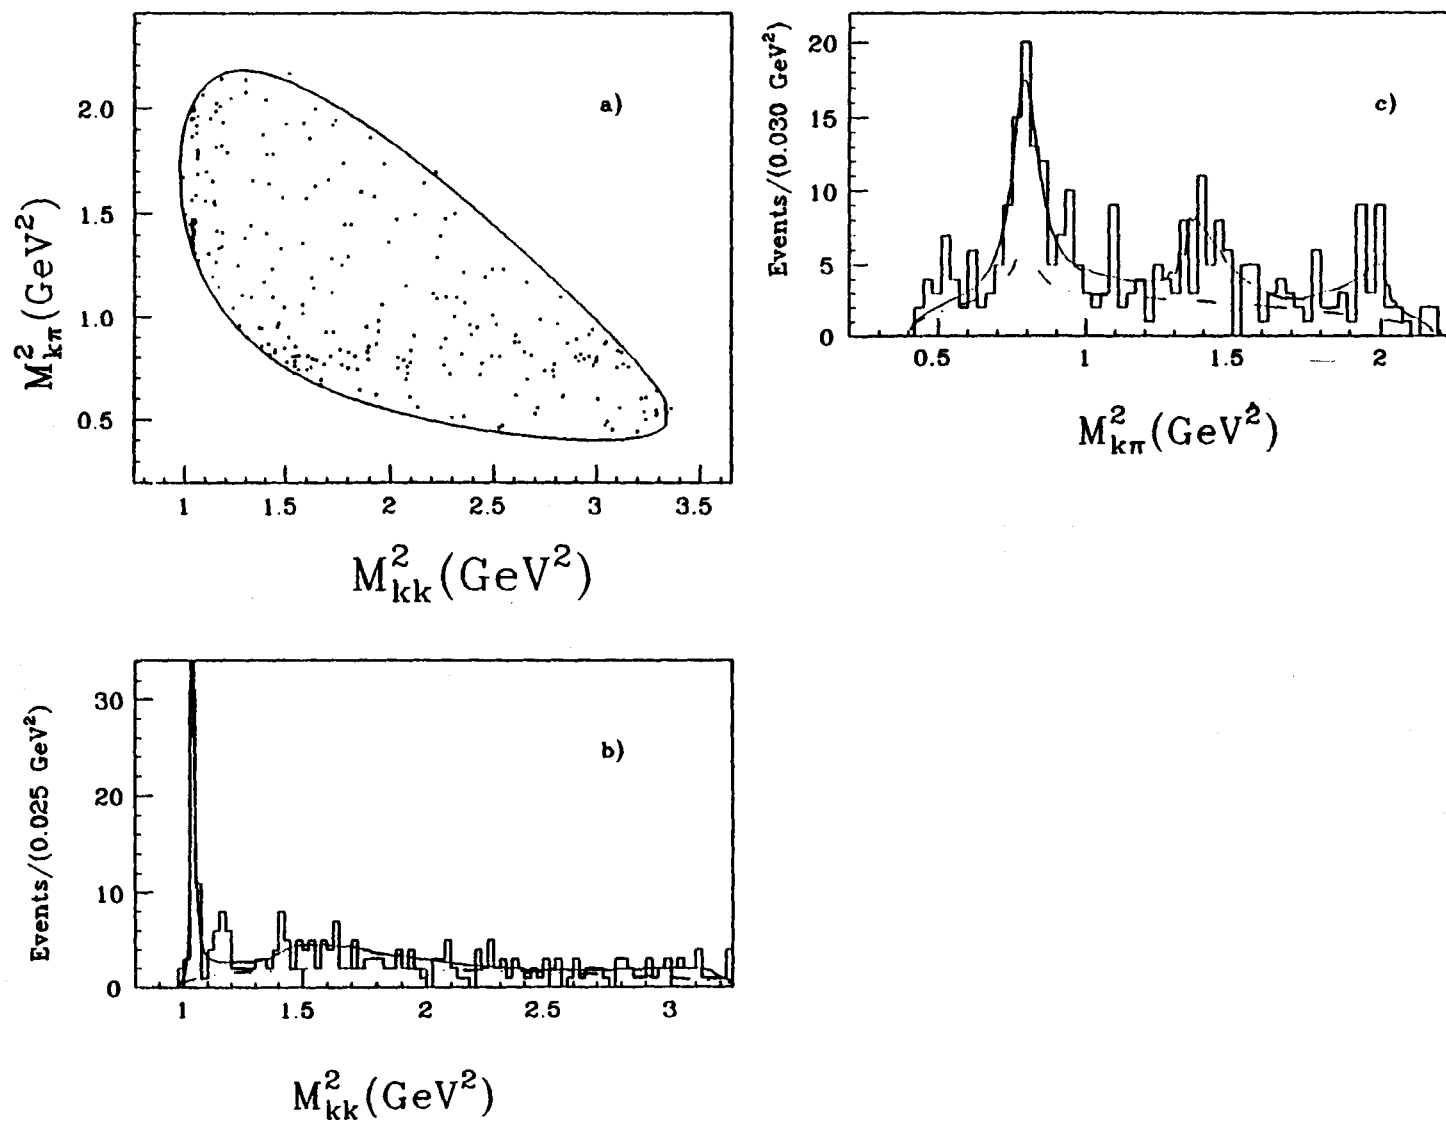 a)
2.0
1.5
1.0
0.5
M²kπ(GeV²)
1 1.5 2 2.5 3 3.5
M²kk(GeV²)
c)
20
15
10
5
0
Events/(0.030 GeV²)
0.5 1 1.5 2
M²kπ(GeV²)
b)
30
20
10
0
Events/(0.025 GeV²)
1 1.5 2 2.5 3
M²kk(GeV²)